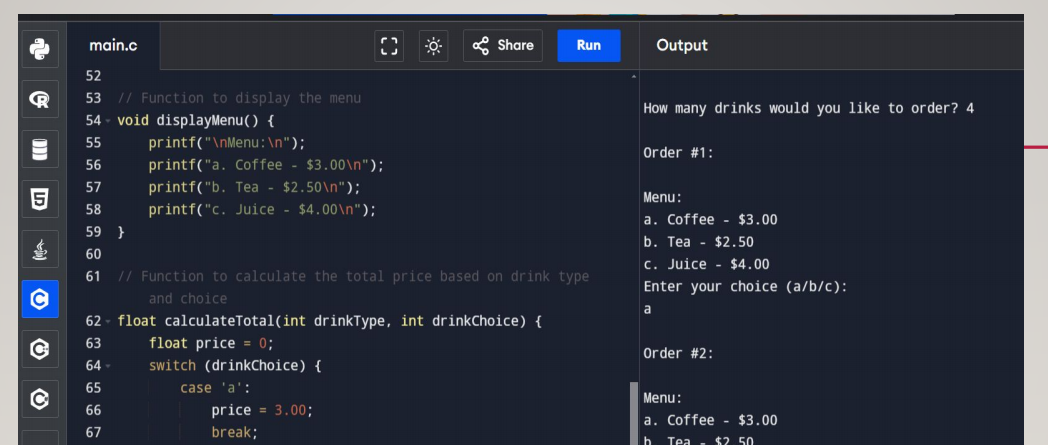 main.c
Share
Run
Output
52
53 // Function to display the menu
54 void displayMenu() {
55 printf("\nMenu:\n");
56 printf("a. Coffee - $3.00\n");
57 printf("b. Tea - $2.50\n");
58 printf("c. Juice - $4.00\n");
59 }
60
61 // Function to calculate the total price based on drink type
and choice
62 float calculateTotal(int drinkType, int drinkChoice) {
63 float price = 0;
64 switch (drinkChoice) {
65 case 'a':
66 price = 3.00;
67 break;
How many drinks would you like to order? 4
Order #1:
Menu:
a. Coffee - $3.00
b. Tea - $2.50
c. Juice - $4.00
Enter your choice (a/b/c):
a
Order #2:
Menu:
a. Coffee - $3.00
b. Tea - $2.50